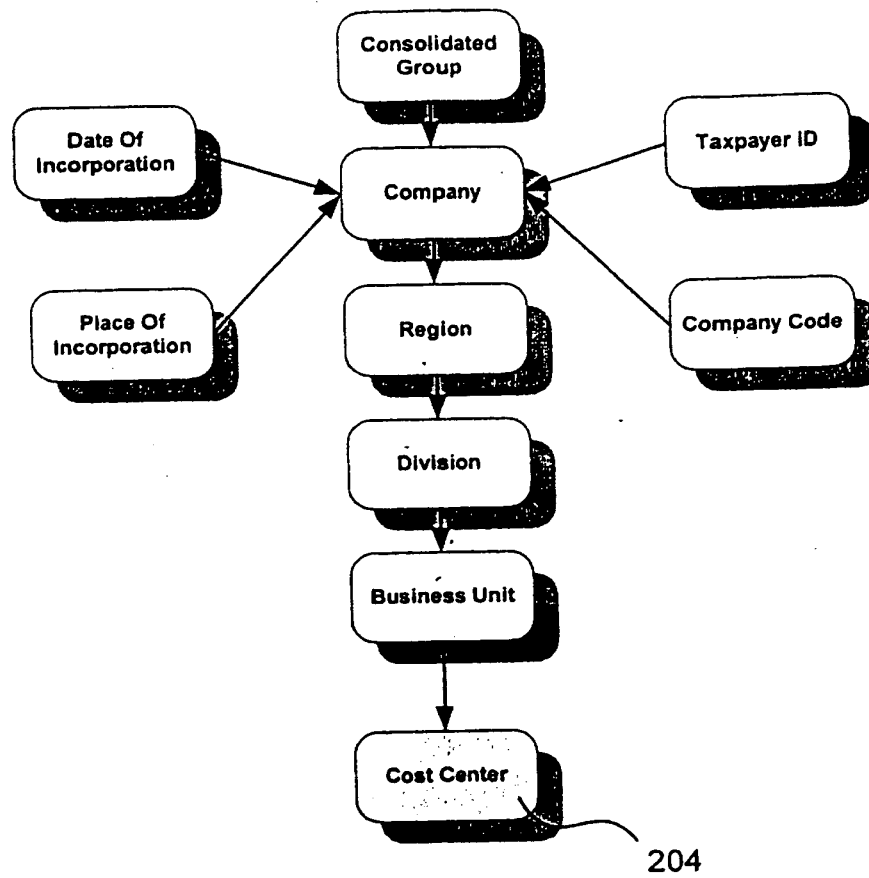 Consolidated
Group
Date Of
Incorporation
Taxpayer ID
Company
Place Of
Incorporation
Region
Company Code
Division
Business Unit
Cost Center
204